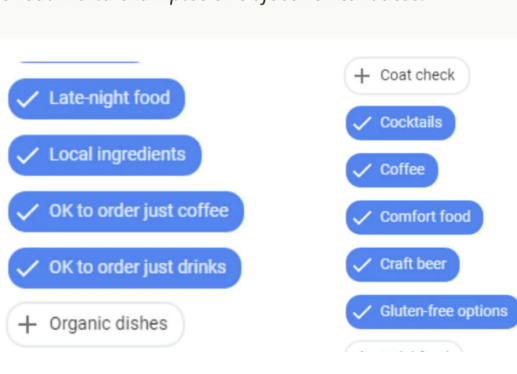 Late-night food
Local ingredients
OK to order just coffee
OK to order just drinks
Organic dishes
Coat check
Cocktails
Coffee
Comfort food
Craft beer
Gluten-free options